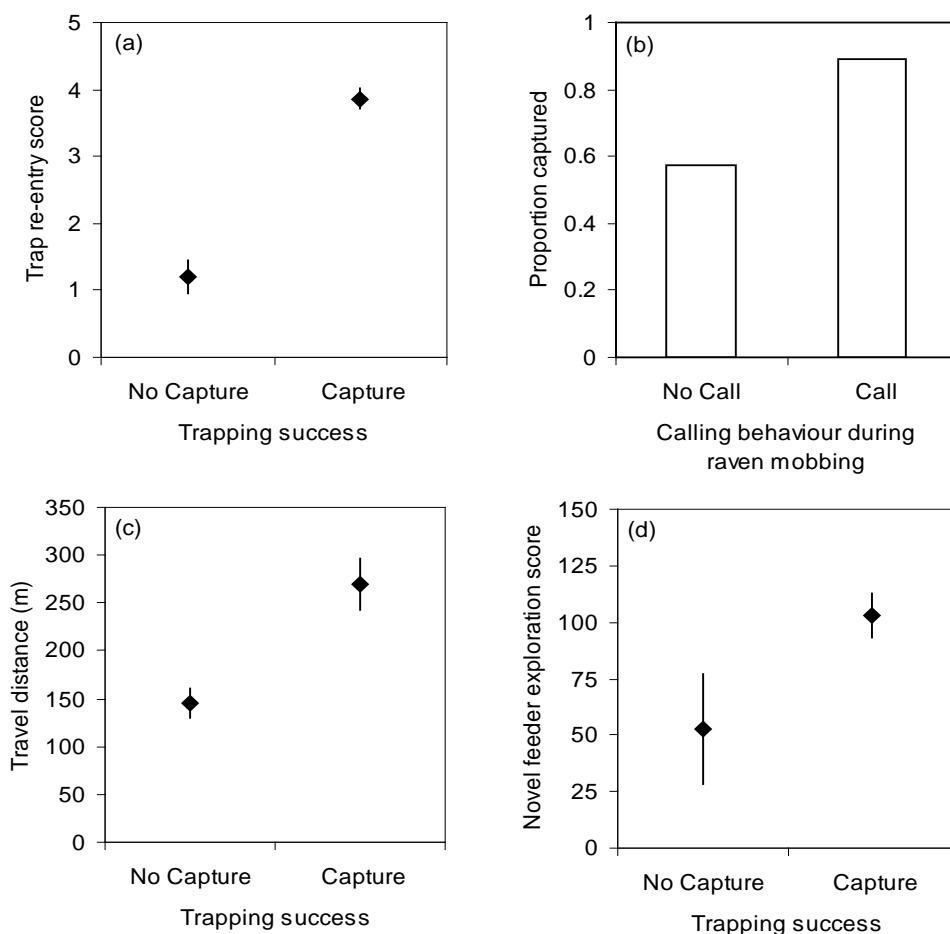 (a)
Trap re-entry score
5
4
3
2
1
0
No Capture
Capture
Trapping success
(b)
Proportion captured
1
0.8
0.6
0.4
0.2
0
No Call
Call
Calling behaviour during
raven mobbing
(c)
Travel distance (m)
350
300
250
200
150
100
50
0
No Capture
Capture
Trapping success
(d)
Novel feeder exploration score
150
125
100
75
50
25
0
No Capture
Capture
Trapping success